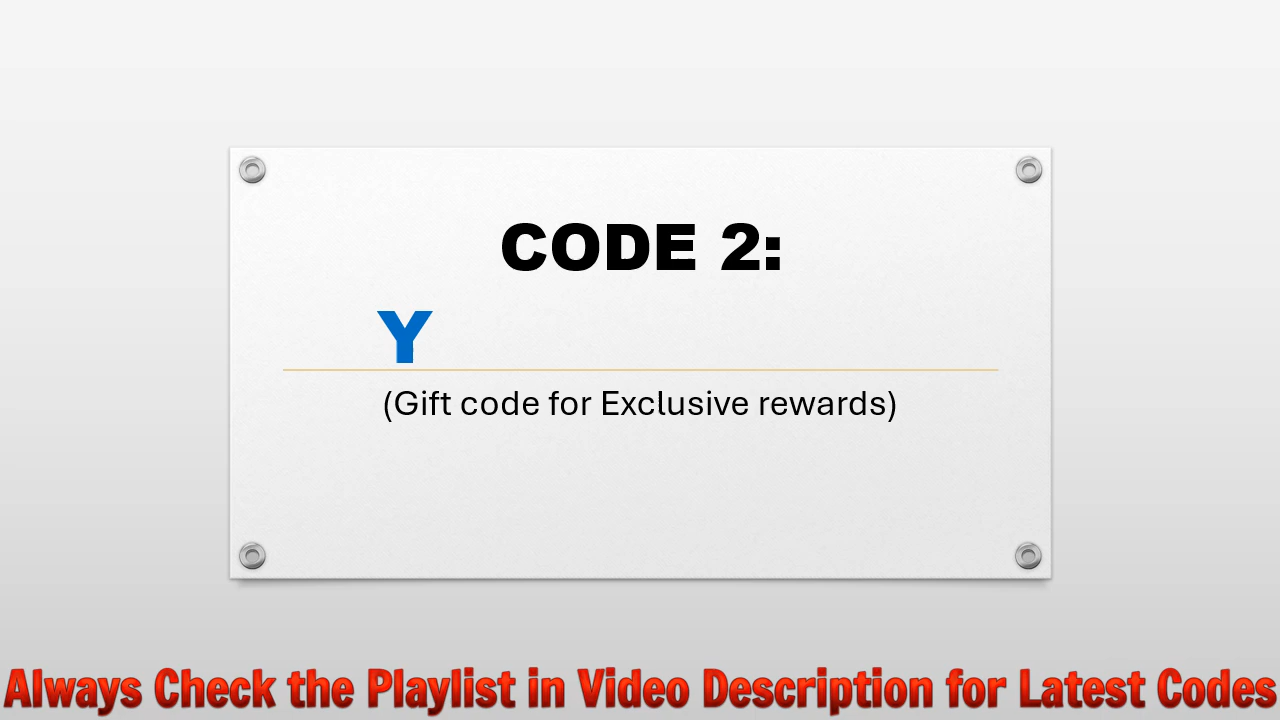 CODE 2:
Y
(Gift code for Exclusive rewards)
Always Check the Playlist in Video Description for Latest Codes